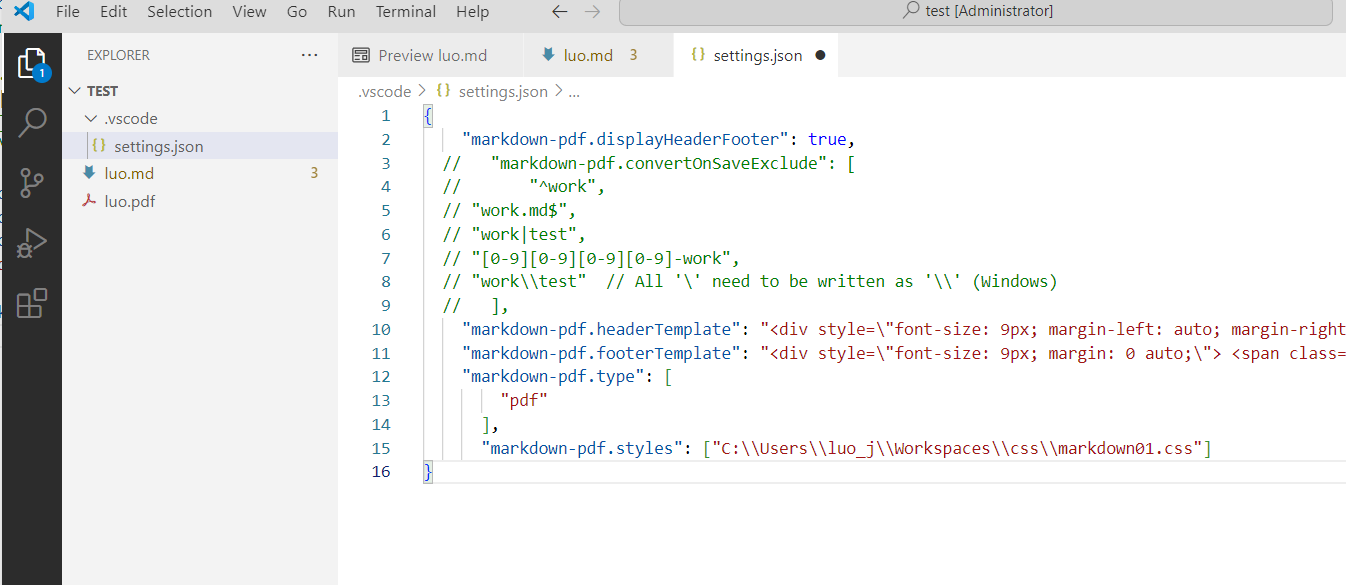 File Edit Selection View Go Run Terminal Help test [Administrator]
1
EXPLORER ...
TEST
.vscode
{} settings.json
luo.md 3
luo.pdf
Preview luo.md luo.md 3 {} settings.json
.vscode > {} settings.json > ...
1 {
2 "markdown-pdf.displayHeaderFooter": true,
3 // "markdown-pdf.convertOnSaveExclude": [
4 // "^work",
5 // "work.md$",
6 // "work|test",
7 // "[0-9][0-9][0-9][0-9]-work",
8 // "work\\test" // All '\' need to be written as '\\' (Windows)
9 // ],
10 "markdown-pdf.headerTemplate": "<div style=\"font-size: 9px; margin-left: auto; margin-right
11 "markdown-pdf.footerTemplate": "<div style=\"font-size: 9px; margin: 0 auto;\"> <span class=
12 "markdown-pdf.type": [
13 "pdf"
14 ],
15 "markdown-pdf.styles": ["C:\\Users\\luo_j\\Workspaces\\css\\markdown01.css"]
16 }